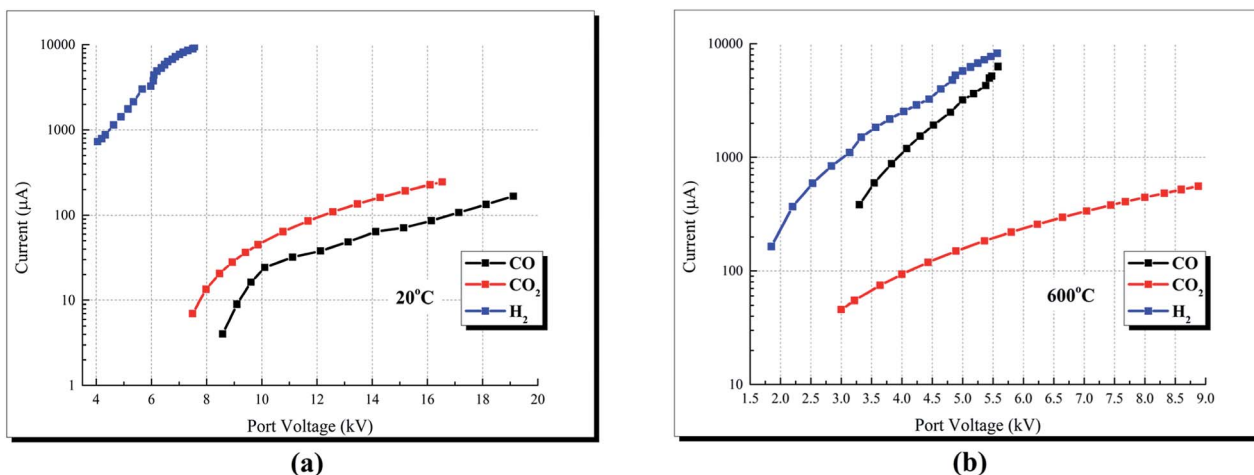 10000
1000
100
10
1
Current (µA)
4 6 8 10 12 14 16 18 20
Port Voltage (kV)
20°C
CO
CO₂
H₂
(a)
10000
1000
100
10
Current (µA)
1.5 2.0 2.5 3.0 3.5 4.0 4.5 5.0 5.5 6.0 6.5 7.0 7.5 8.0 8.5 9.0
Port Voltage (kV)
600°C
CO
CO₂
H₂
(b)